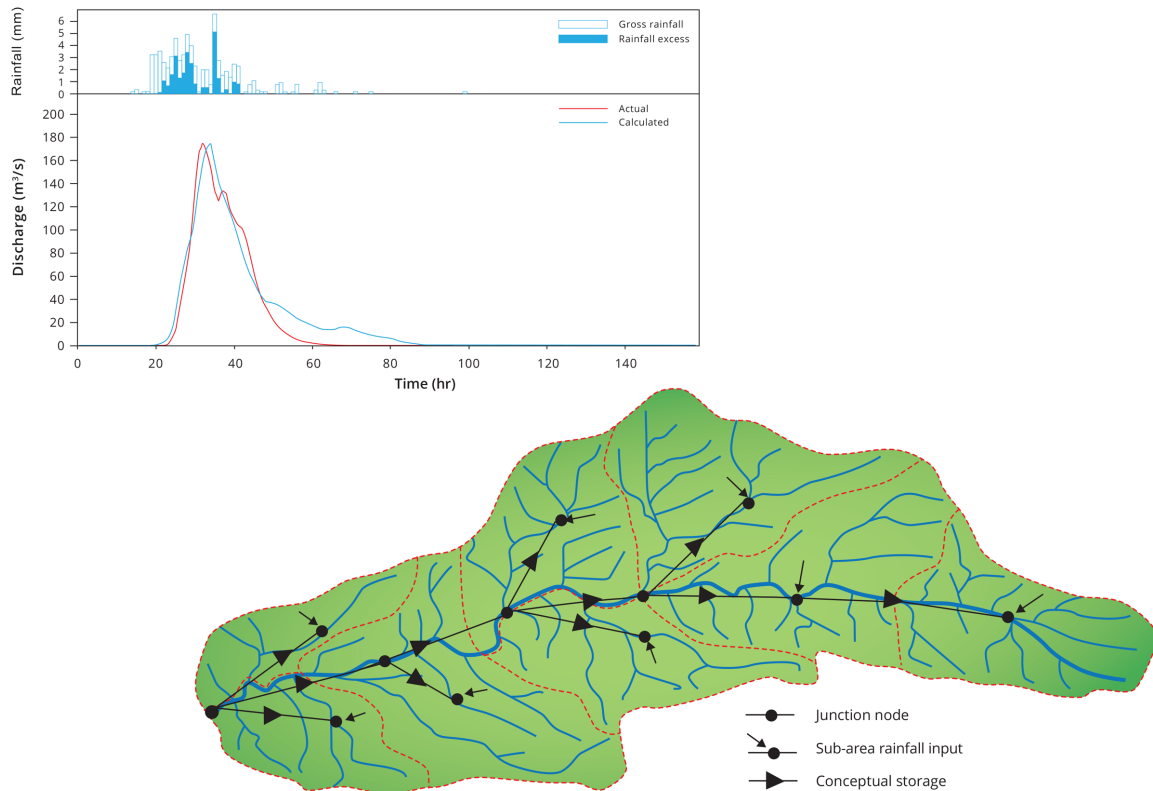 Rainfall (mm)
6
5
4
3
2
1
0
Gross rainfall
Rainfall excess
Discharge (m³/s)
200
180
160
140
120
100
80
60
40
20
0
Actual
Calculated
0 20 40 60 80 100 120 140
Time (hr)
Junction node
Sub-area rainfall input
Conceptual storage